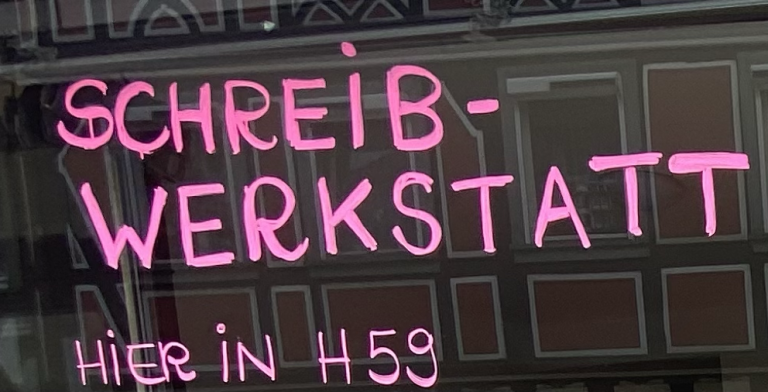 SCHREiB-
WERKSTATT
HiER iN H59